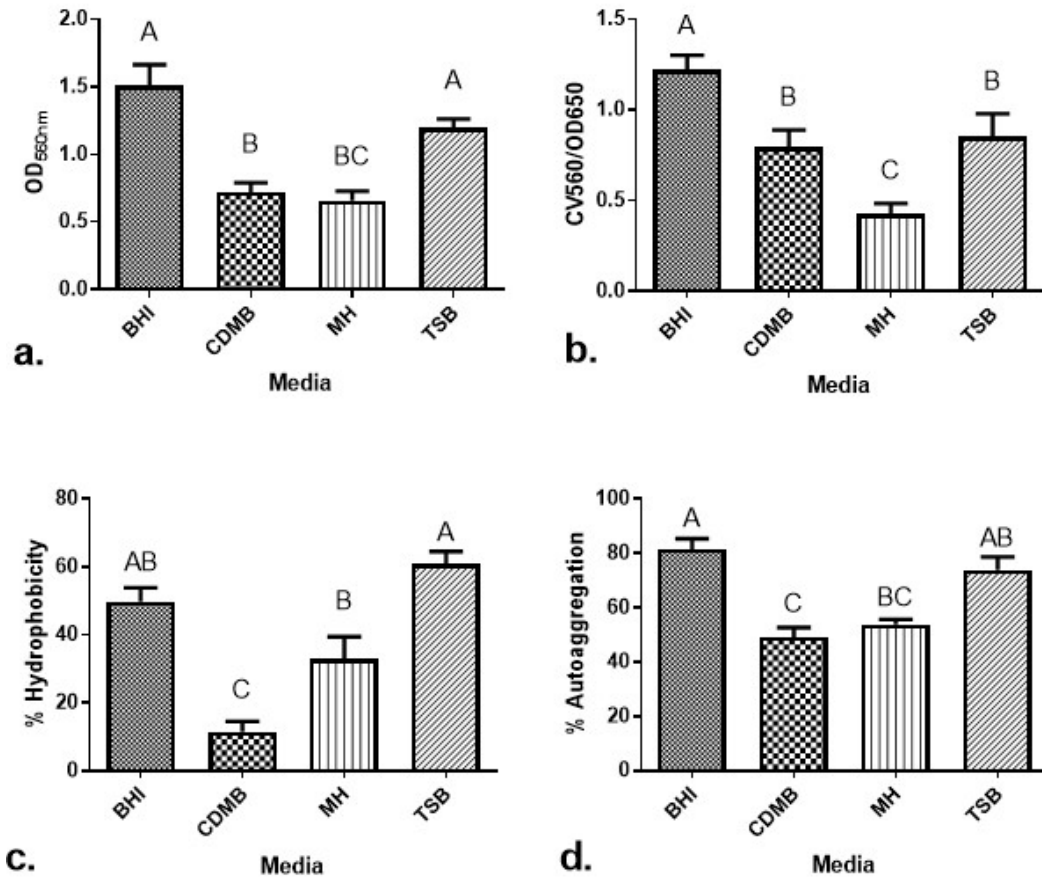 2.0
1.5
1.0
0.5
0.0
OD560nm
A
B
BC
A
BHI
CDMB
MH
TSB
Media
a.
1.5
1.0
0.5
0.0
CV560/OD650
A
B
C
B
BHI
CDMB
MH
TSB
Media
b.
80
60
40
20
0
% Hydrophobicity
AB
C
B
A
BHI
CDMB
MH
TSB
Media
c.
100
80
60
40
20
0
% Autoaggregation
A
C
BC
AB
BHI
CDMB
MH
TSB
Media
d.